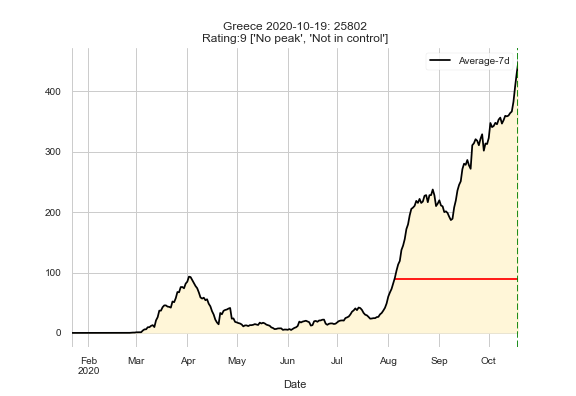 Greece 2020-10-19: 25802
Rating:9 ['No peak', 'Not in control']
Average-7d
400
300
200
100
0
Feb Mar Apr May Jun Jul Aug Sep Oct
2020
Date